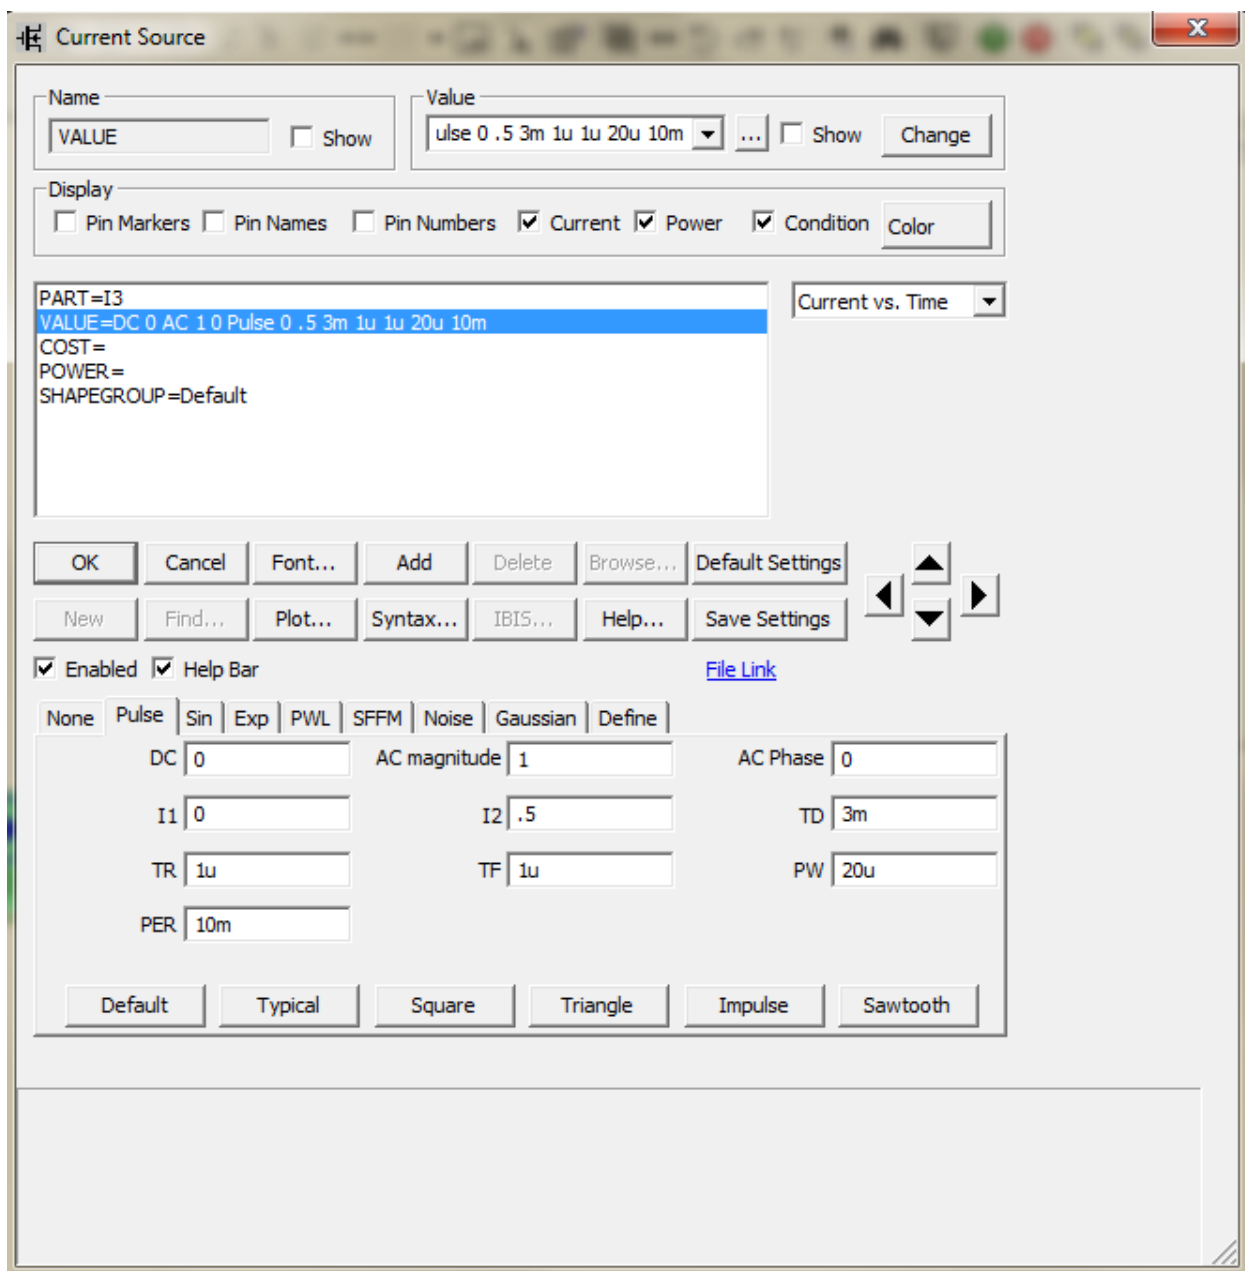 Current Source
X
Name
Value
VALUE
Show
ulse 0 .5 3m 1u 1u 20u 10m
...
Show
Change
Display
Pin Markers
Pin Names
Pin Numbers
Current
Power
Condition
Color
PART=I3
Current vs. Time
VALUE=DC 0 AC 1 0 Pulse 0 .5 3m 1u 1u 20u 10m
COST=
POWER=
SHAPEGROUP=Default
OK
Cancel
Font...
Add
Delete
Browse...
Default Settings
New
Find...
Plot...
Syntax...
IBIS...
Help...
Save Settings
Enabled
Help Bar
File Link
None
Pulse
Sin
Exp
PWL
SFFM
Noise
Gaussian
Define
DC 0
AC magnitude 1
AC Phase 0
I1 0
I2 .5
TD 3m
TR 1u
TF 1u
PW 20u
PER 10m
Default
Typical
Square
Triangle
Impulse
Sawtooth